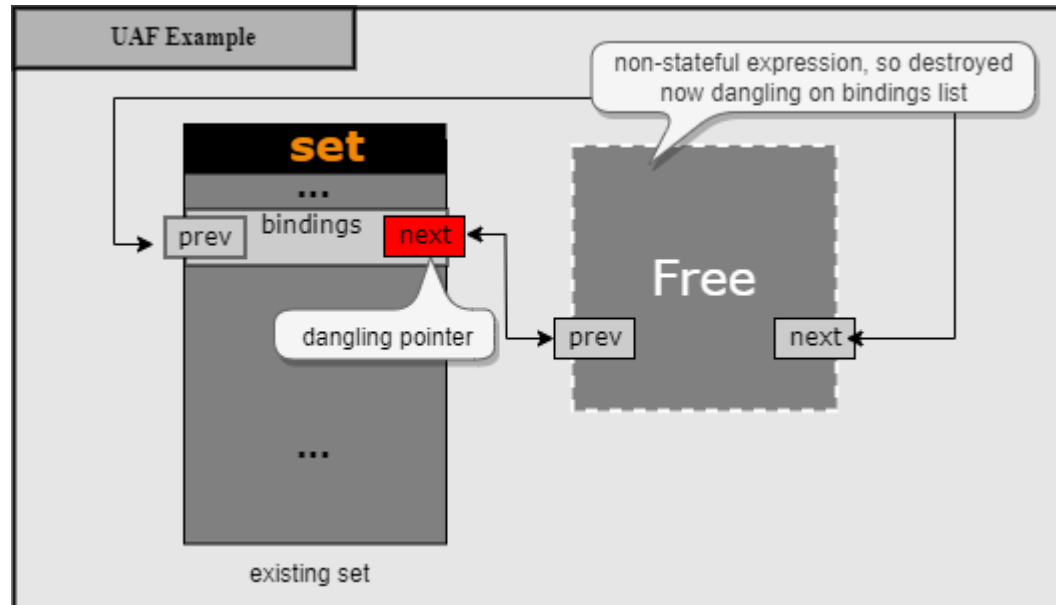 UAF Example
non-stateful expression, so destroyed
now dangling on bindings list
set
...
prev
bindings
next
dangling pointer
Free
prev
next
...
existing set